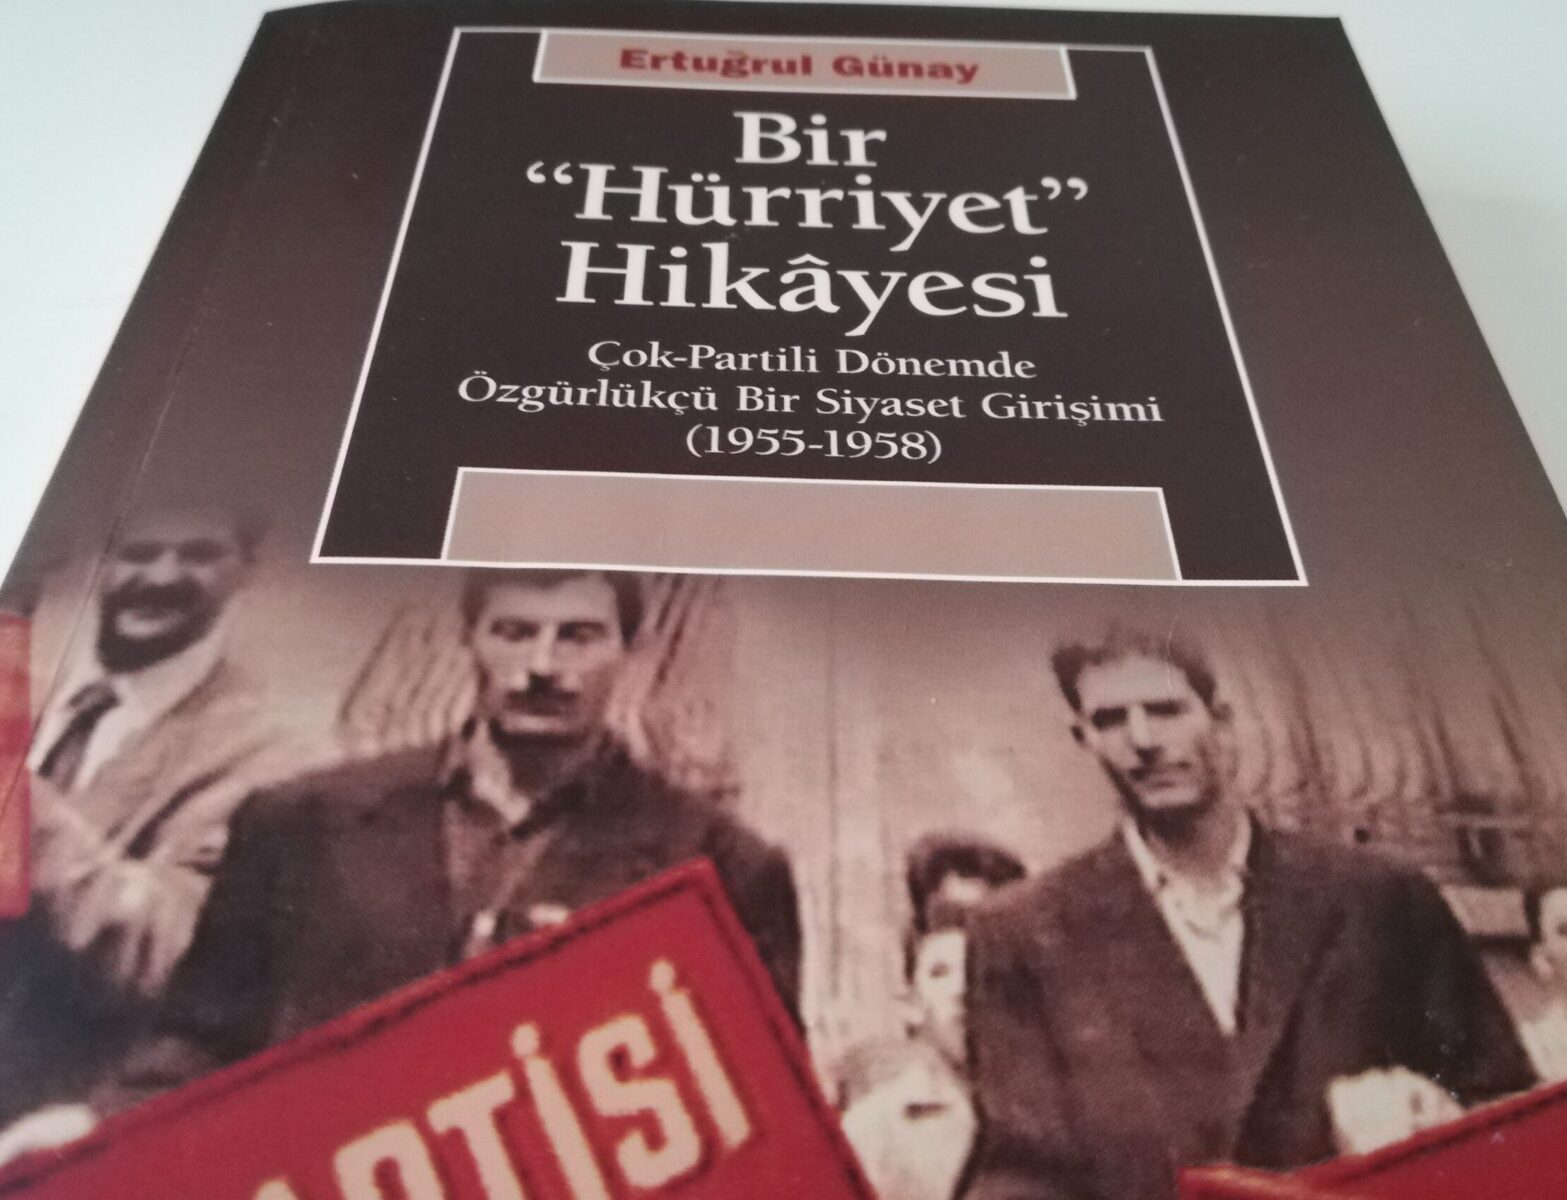 Ertuğrul Günay
Bir
“Hürriyet”
Hikâyesi
Çok-Partili Dönemde
Özgürlükçü Bir Siyaset Girişimi
(1955-1958)
ARTİSİ